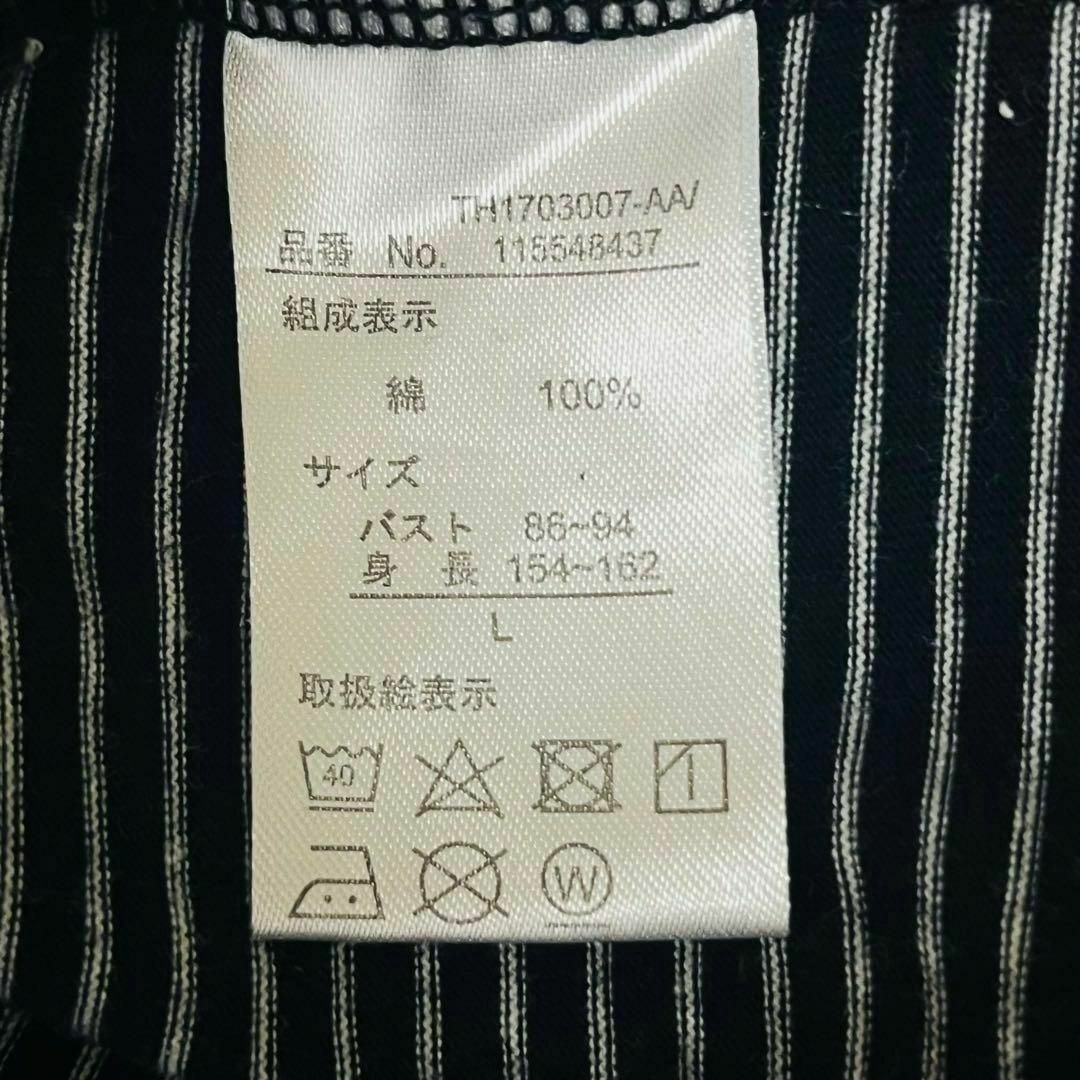 TH1703007-AA/
品番 No. 115548437
組成表示
綿 100%
サイズ
バスト 86~94
身長 154~162
L
取扱絵表示
40
W